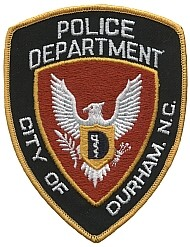 POLICE
DEPARTMENT
CITY OF
DURHAM, N.C.